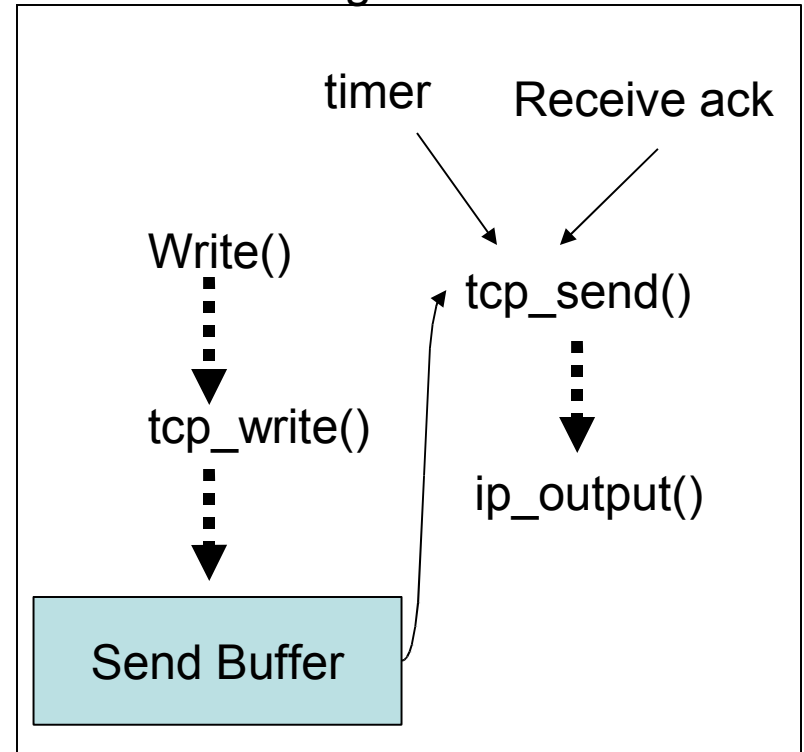 timer
Receive ack
Write()
tcp_send()
tcp_write()
ip_output()
Send Buffer